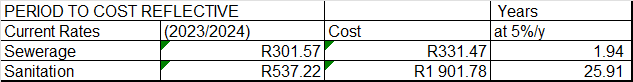 PERIOD TO COST REFLECTIVE Years
Current Rates (2023/2024) Cost at 5%/y
Sewerage R301.57 R331.47 1.94
Sanitation R537.22 R1 901.78 25.91